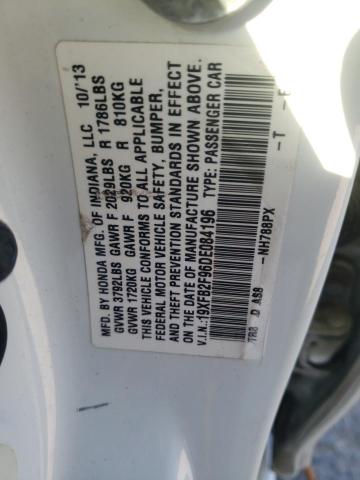 MFD. BY HONDA MFG. OF INDIANA, LLC 10/'13
GVWR 3792LBS GAWR F 2029LBS R 1786LBS
GVWR 1720KG GAWR F 920KG R 810KG
THIS VEHICLE CONFORMS TO ALL APPLICABLE
FEDERAL MOTOR VEHICLE SAFETY, BUMPER,
AND THEFT PREVENTION STANDARDS IN EFFECT
ON THE DATE OF MANUFACTURE SHOWN ABOVE.
V.I.N.: 19XFB2F96DE084196 TYPE: PASSENGER CAR
NH788PX
TR8 D A88